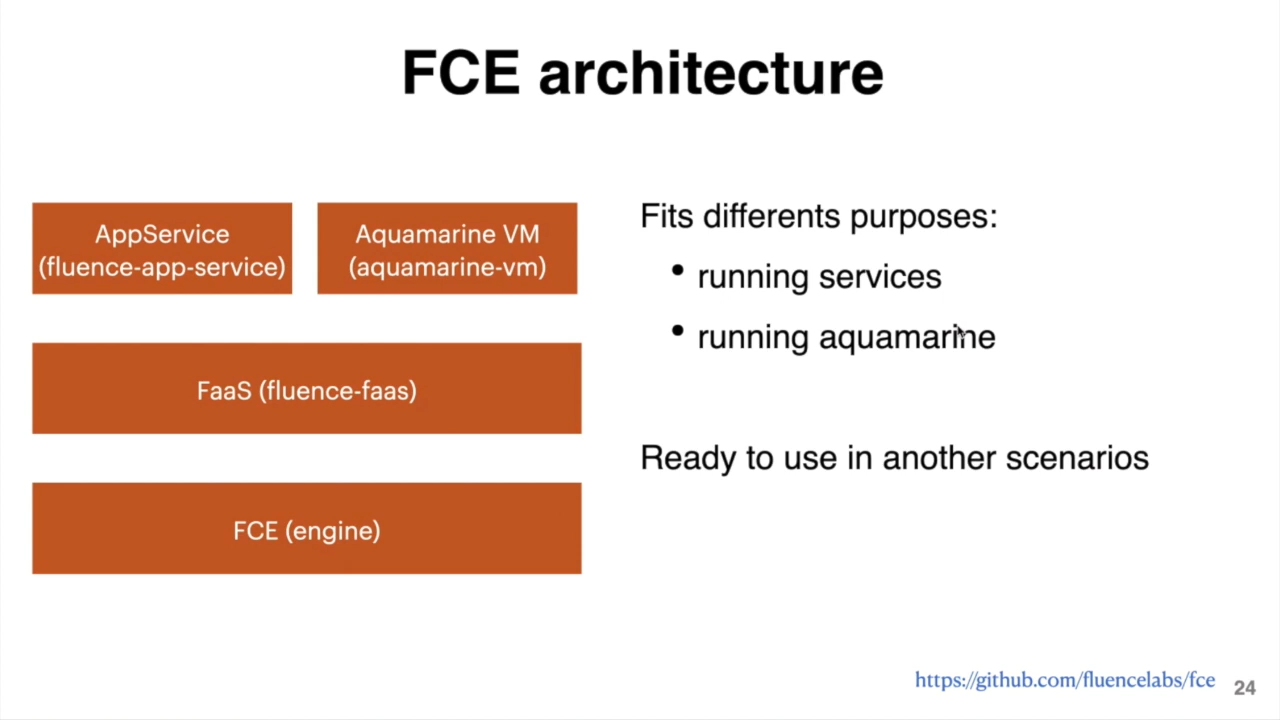 FCE architecture
AppService
(fluence-app-service)
Aquamarine VM
(aquamarine-vm)
FaaS (fluence-faas)
FCE (engine)
Fits differents purposes:
• running services
• running aquamarine
Ready to use in another scenarios
https://github.com/fluencelabs/fce
24